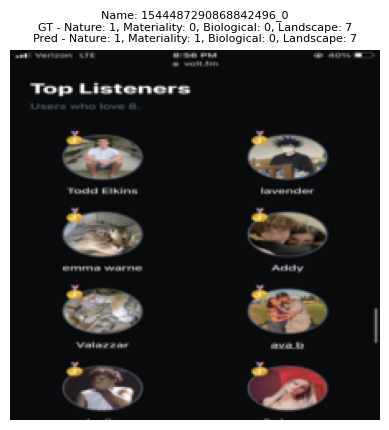 Name: 1544487290868842496_0
GT - Nature: 1, Materiality: 0, Biological: 0, Landscape: 7
Pred - Nature: 1, Materiality: 1, Biological: 0, Landscape: 7
Verizon LTE 8:56 PM 40%
volt.fm
Top Listeners
Users who love 8.
Todd Elkins lavender
emma warne Addy
Valazzar ava b